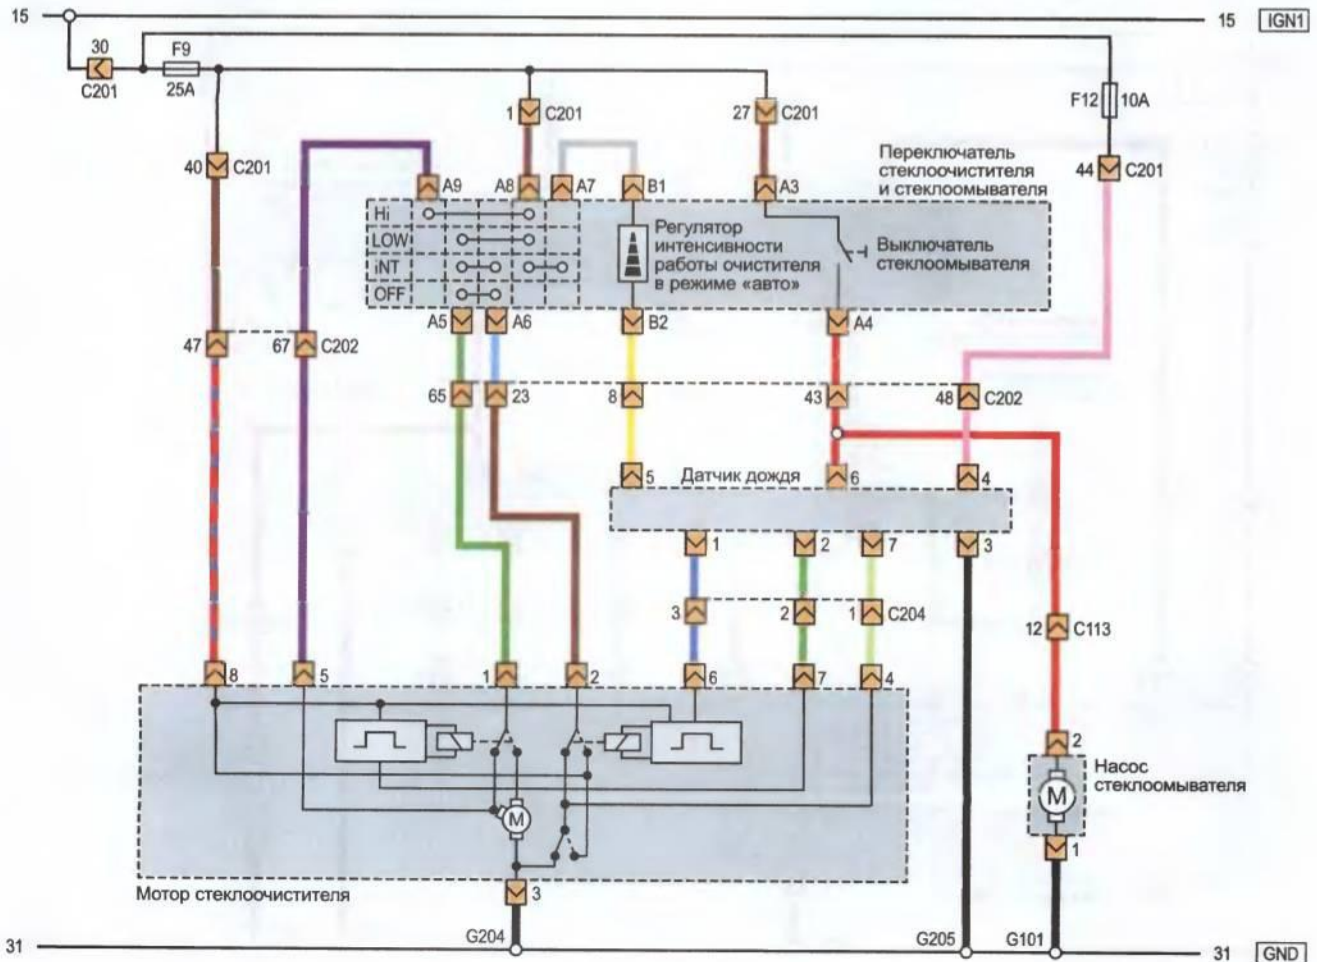 15
15 IGN1
30
F9
C201
25A
F12 10A
1 C201
27 C201
40 C201
44 C201
Переключатель
стеклоочистителя
и стеклоомывателя
A9
A8
A7
B1
A3
Hi
LOW
iNT
OFF
Регулятор
интенсивности
работы очистителя
в режиме «авто»
Выключатель
стеклоомывателя
A5
A6
B2
A4
47
67 C202
65
23
8
43
48 C202
5
Датчик дождя
6
4
1
2
7
3
3
2
1 C204
12 C113
8
5
1
2
6
7
4
2
Насос
стеклоомывателя
M
M
1
Мотор стеклоочистителя
3
31
G204
G205
G101
31 GND